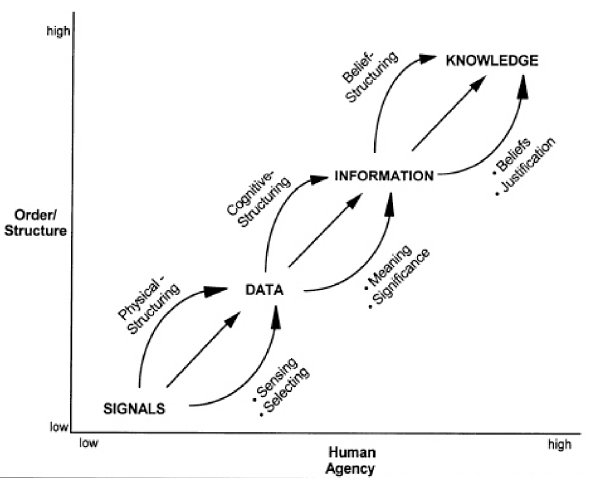 high
Belief-
Structuring
KNOWLEDGE
• Beliefs
• Justification
Cognitive-
Structuring
INFORMATION
Order/
Structure
• Meaning
• Significance
Physical -
Structuring
DATA
• Sensing
• Selecting
SIGNALS
low
low
high
Human
Agency